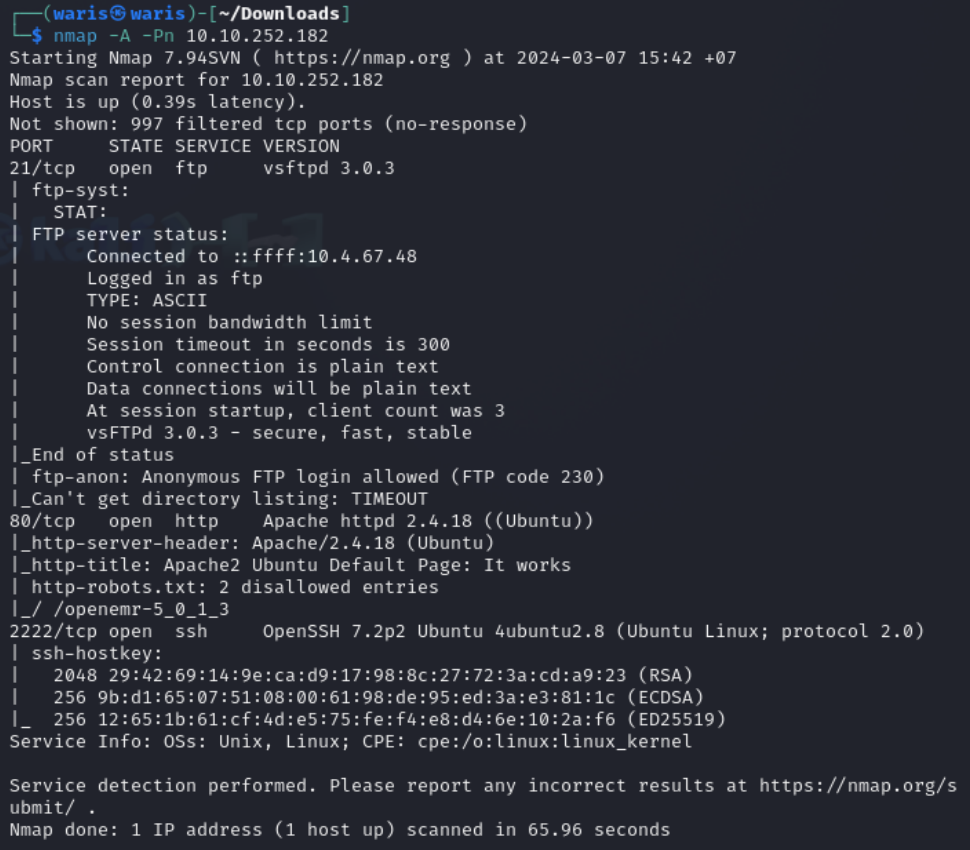 ┌──(waris㉿waris)-[~/Downloads]
└─$ nmap -A -Pn 10.10.252.182
Starting Nmap 7.94SVN ( https://nmap.org ) at 2024-03-07 15:42 +07
Nmap scan report for 10.10.252.182
Host is up (0.39s latency).
Not shown: 997 filtered tcp ports (no-response)
PORT     STATE SERVICE VERSION
21/tcp   open  ftp     vsftpd 3.0.3
| ftp-syst:
|   STAT:
| FTP server status:
|      Connected to ::ffff:10.4.67.48
|      Logged in as ftp
|      TYPE: ASCII
|      No session bandwidth limit
|      Session timeout in seconds is 300
|      Control connection is plain text
|      Data connections will be plain text
|      At session startup, client count was 3
|      vsFTPd 3.0.3 - secure, fast, stable
|_End of status
| ftp-anon: Anonymous FTP login allowed (FTP code 230)
|_Can't get directory listing: TIMEOUT
80/tcp   open  http    Apache httpd 2.4.18 ((Ubuntu))
|_http-server-header: Apache/2.4.18 (Ubuntu)
|_http-title: Apache2 Ubuntu Default Page: It works
| http-robots.txt: 2 disallowed entries
|_/ /openemr-5_0_1_3
2222/tcp open  ssh     OpenSSH 7.2p2 Ubuntu 4ubuntu2.8 (Ubuntu Linux; protocol 2.0)
| ssh-hostkey:
|   2048 29:42:69:14:9e:ca:d9:17:98:8c:27:72:3a:cd:a9:23 (RSA)
|   256 9b:d1:65:07:51:08:00:61:98:de:95:ed:3a:e3:81:1c (ECDSA)
|_  256 12:65:1b:61:cf:4d:e5:75:fe:f4:e8:d4:6e:10:2a:f6 (ED25519)
Service Info: OSs: Unix, Linux; CPE: cpe:/o:linux:linux_kernel
Service detection performed. Please report any incorrect results at https://nmap.org/s
ubmit/ .
Nmap done: 1 IP address (1 host up) scanned in 65.96 seconds